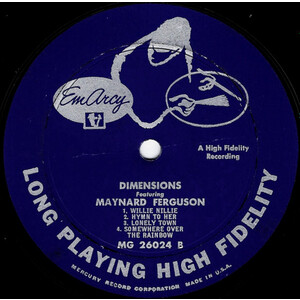 EmArcy
A High Fidelity
Recording
DIMENSIONS
Featuring
MAYNARD FERGUSON
1. WILLIE NILLIE
2. HYMN TO HER
3. LONELY TOWN
4. SOMEWHERE OVER
THE RAINBOW
MG 26024 B
LONG PLAYING HIGH FIDELITY
MERCURY RECORD CORPORATION MADE IN U.S.A.